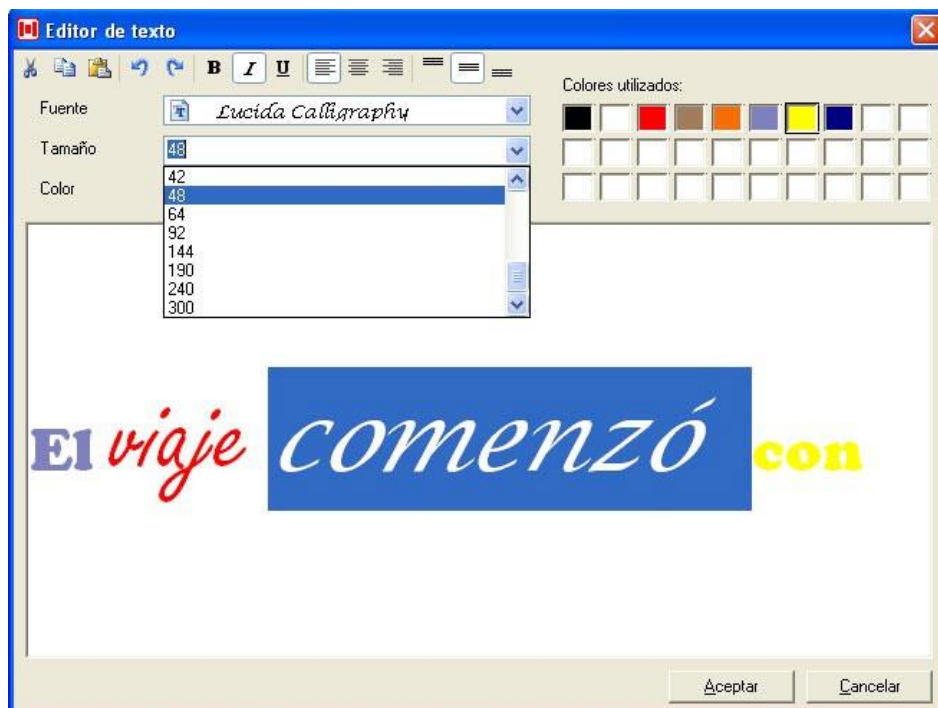 Editor de texto
B I U
Colores utilizados:
Fuente
Lucida Calligraphy
Tamaño
48
Color
42
48
64
92
144
190
240
300
El viaje comenzó con
Aceptar
Cancelar